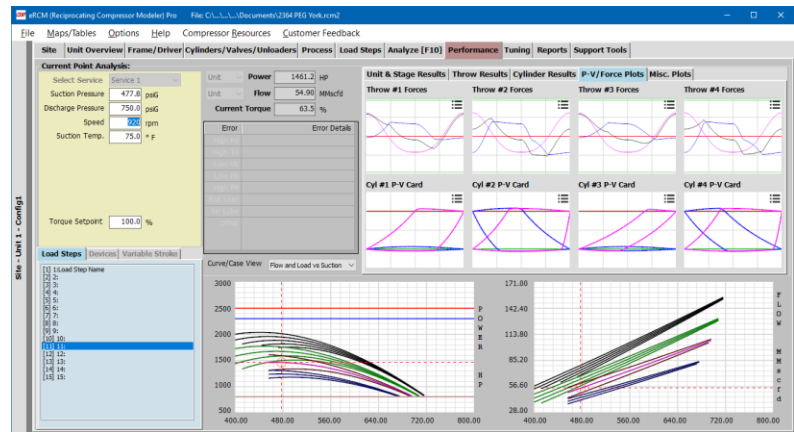 eRCM (Reciprocating Compressor Modeler) Pro File: C:\...\...\Documents\2364 PEG York.rcm2
File Maps/Tables Options Help Compressor Resources Customer Feedback
Site Unit Overview Frame/Driver Cylinders/Valves/Unloaders Process Load Steps Analyze [F10] Performance Tuning Reports Support Tools
Site - Unit 1 - Config1
Current Point Analysis:
Select Service Service 1
Suction Pressure 477.8 psiG
Discharge Pressure 750.0 psiG
Speed 920 rpm
Suction Temp. 75.0 ° F
Torque Setpoint 100.0 %
Unit Power 1461.2 HP
Unit Flow 54.90 MMscfd
Current Torque 63.5 %
Error Error Details
Unit & Stage Results Throw Results Cylinder Results P-V/Force Plots Misc. Plots
Throw #1 Forces Throw #2 Forces Throw #3 Forces Throw #4 Forces
Cyl #1 P-V Card Cyl #2 P-V Card Cyl #3 P-V Card Cyl #4 P-V Card
Load Steps Devices Variable Stroke
[1] 1:Load Step Name
[2] 2:
[3] 3:
[4] 4:
[5] 5:
[6] 6:
[7] 7:
[8] 8:
[9] 9:
[10] 10:
[11] 11:
[12] 12:
[13] 13:
[14] 14:
[15] 15:
Curve/Case View Flow and Load vs Suction
3000
2500
2000
1500
1000
500
400.00 480.00 560.00 640.00 720.00 800.00
POWER HP
171.00
142.40
113.80
85.20
56.60
28.00
400.00 480.00 560.00 640.00 720.00 800.00
FLOW MMscfd